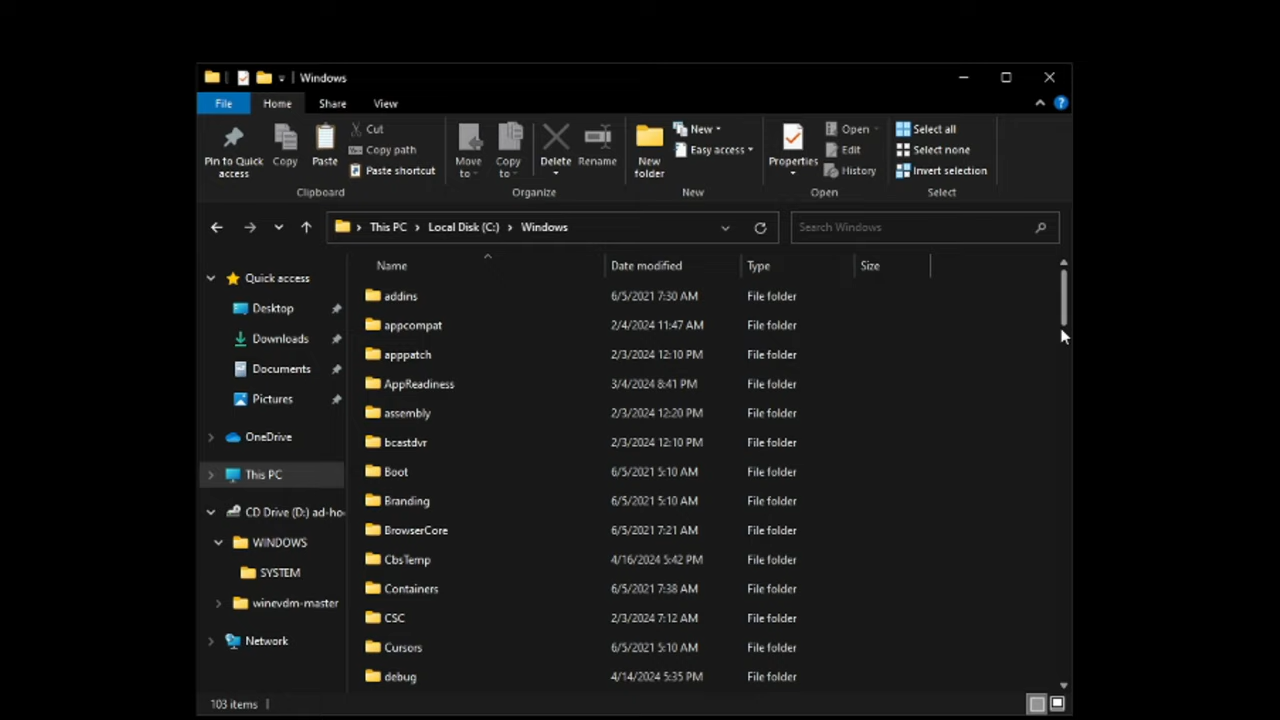 Windows
File Home Share View
Pin to Quick access
Copy
Paste
Cut
Copy path
Paste shortcut
Clipboard
Move to
Copy to
Delete
Rename
Organize
New folder
New
Easy access
New
Properties
Open
Edit
History
Open
Select all
Select none
Invert selection
Select
This PC Local Disk (C:) Windows
Search Windows
Quick access
Desktop
Downloads
Documents
Pictures
OneDrive
This PC
CD Drive (D:) ad-ho
WINDOWS
SYSTEM
winevdm-master
Network
Name Date modified Type Size
addins 6/5/2021 7:30 AM File folder
appcompat 2/4/2024 11:47 AM File folder
apppatch 2/3/2024 12:10 PM File folder
AppReadiness 3/4/2024 8:41 PM File folder
assembly 2/3/2024 12:20 PM File folder
bcastdvr 2/3/2024 12:10 PM File folder
Boot 6/5/2021 5:10 AM File folder
Branding 6/5/2021 5:10 AM File folder
BrowserCore 6/5/2021 7:21 AM File folder
CbsTemp 4/16/2024 5:42 PM File folder
Containers 6/5/2021 7:38 AM File folder
CSC 2/3/2024 7:12 AM File folder
Cursors 6/5/2021 5:10 AM File folder
debug 4/14/2024 5:35 PM File folder
103 items